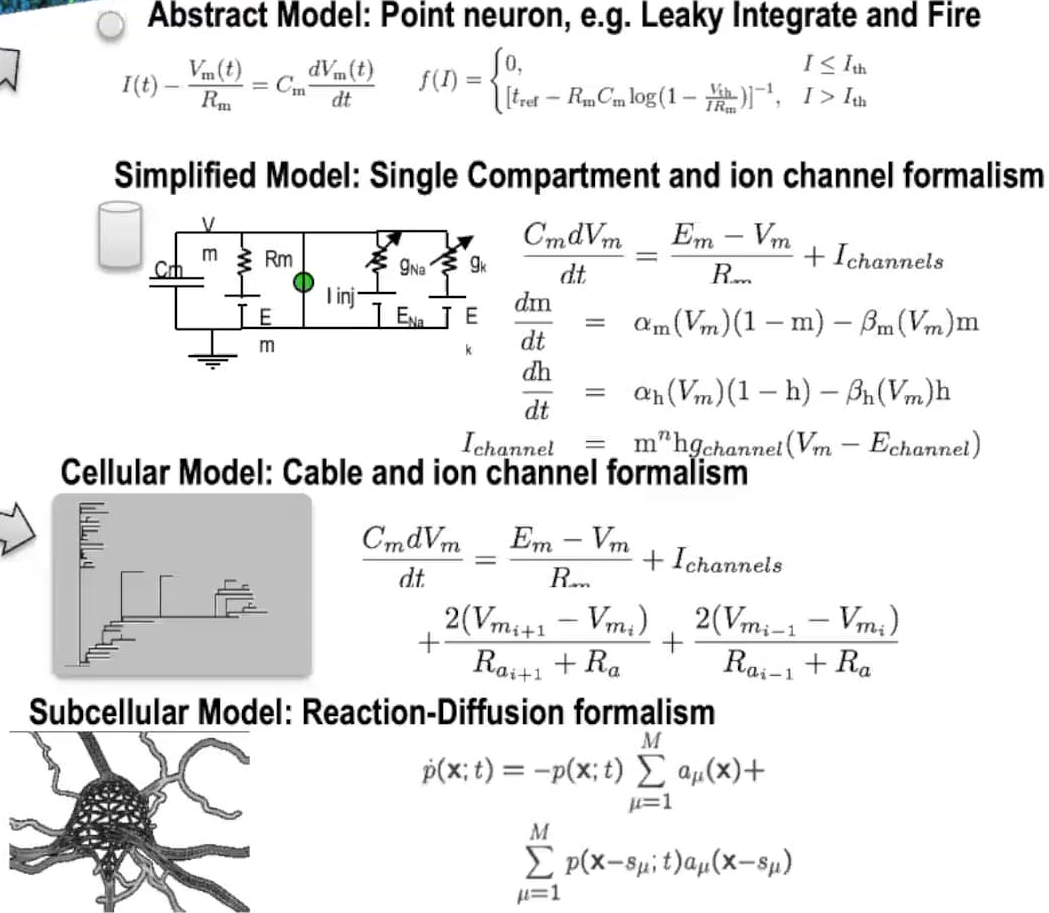 Abstract Model: Point neuron, e.g. Leaky Integrate and Fire
I(t) − Vm(t)/Rm = Cm dVm(t)/dt f(I) = { 0, I ≤ Ith
[tref − RmCm log(1 − Vth/(IRm))]⁻¹, I > Ith
Simplified Model: Single Compartment and ion channel formalism
V
m
Cm
Rm
I inj
E
m
gNa
gk
ENa
E
k
CmdVm/dt = (Em − Vm)/Rm + Ichannels
dm/dt = αm(Vm)(1 − m) − βm(Vm)m
dh/dt = αh(Vm)(1 − h) − βh(Vm)h
Ichannel = mⁿhgchannel(Vm − Echannel)
Cellular Model: Cable and ion channel formalism
CmdVm/dt = (Em − Vm)/Rm + Ichannels
+ 2(Vmi+1 − Vmi)/(Rai+1 + Ra) + 2(Vmi−1 − Vmi)/(Rai−1 + Ra)
Subcellular Model: Reaction-Diffusion formalism
ṗ(x; t) = −p(x; t) ∑_{μ=1}^{M} aμ(x)+
∑_{μ=1}^{M} p(x−sμ; t)aμ(x−sμ)